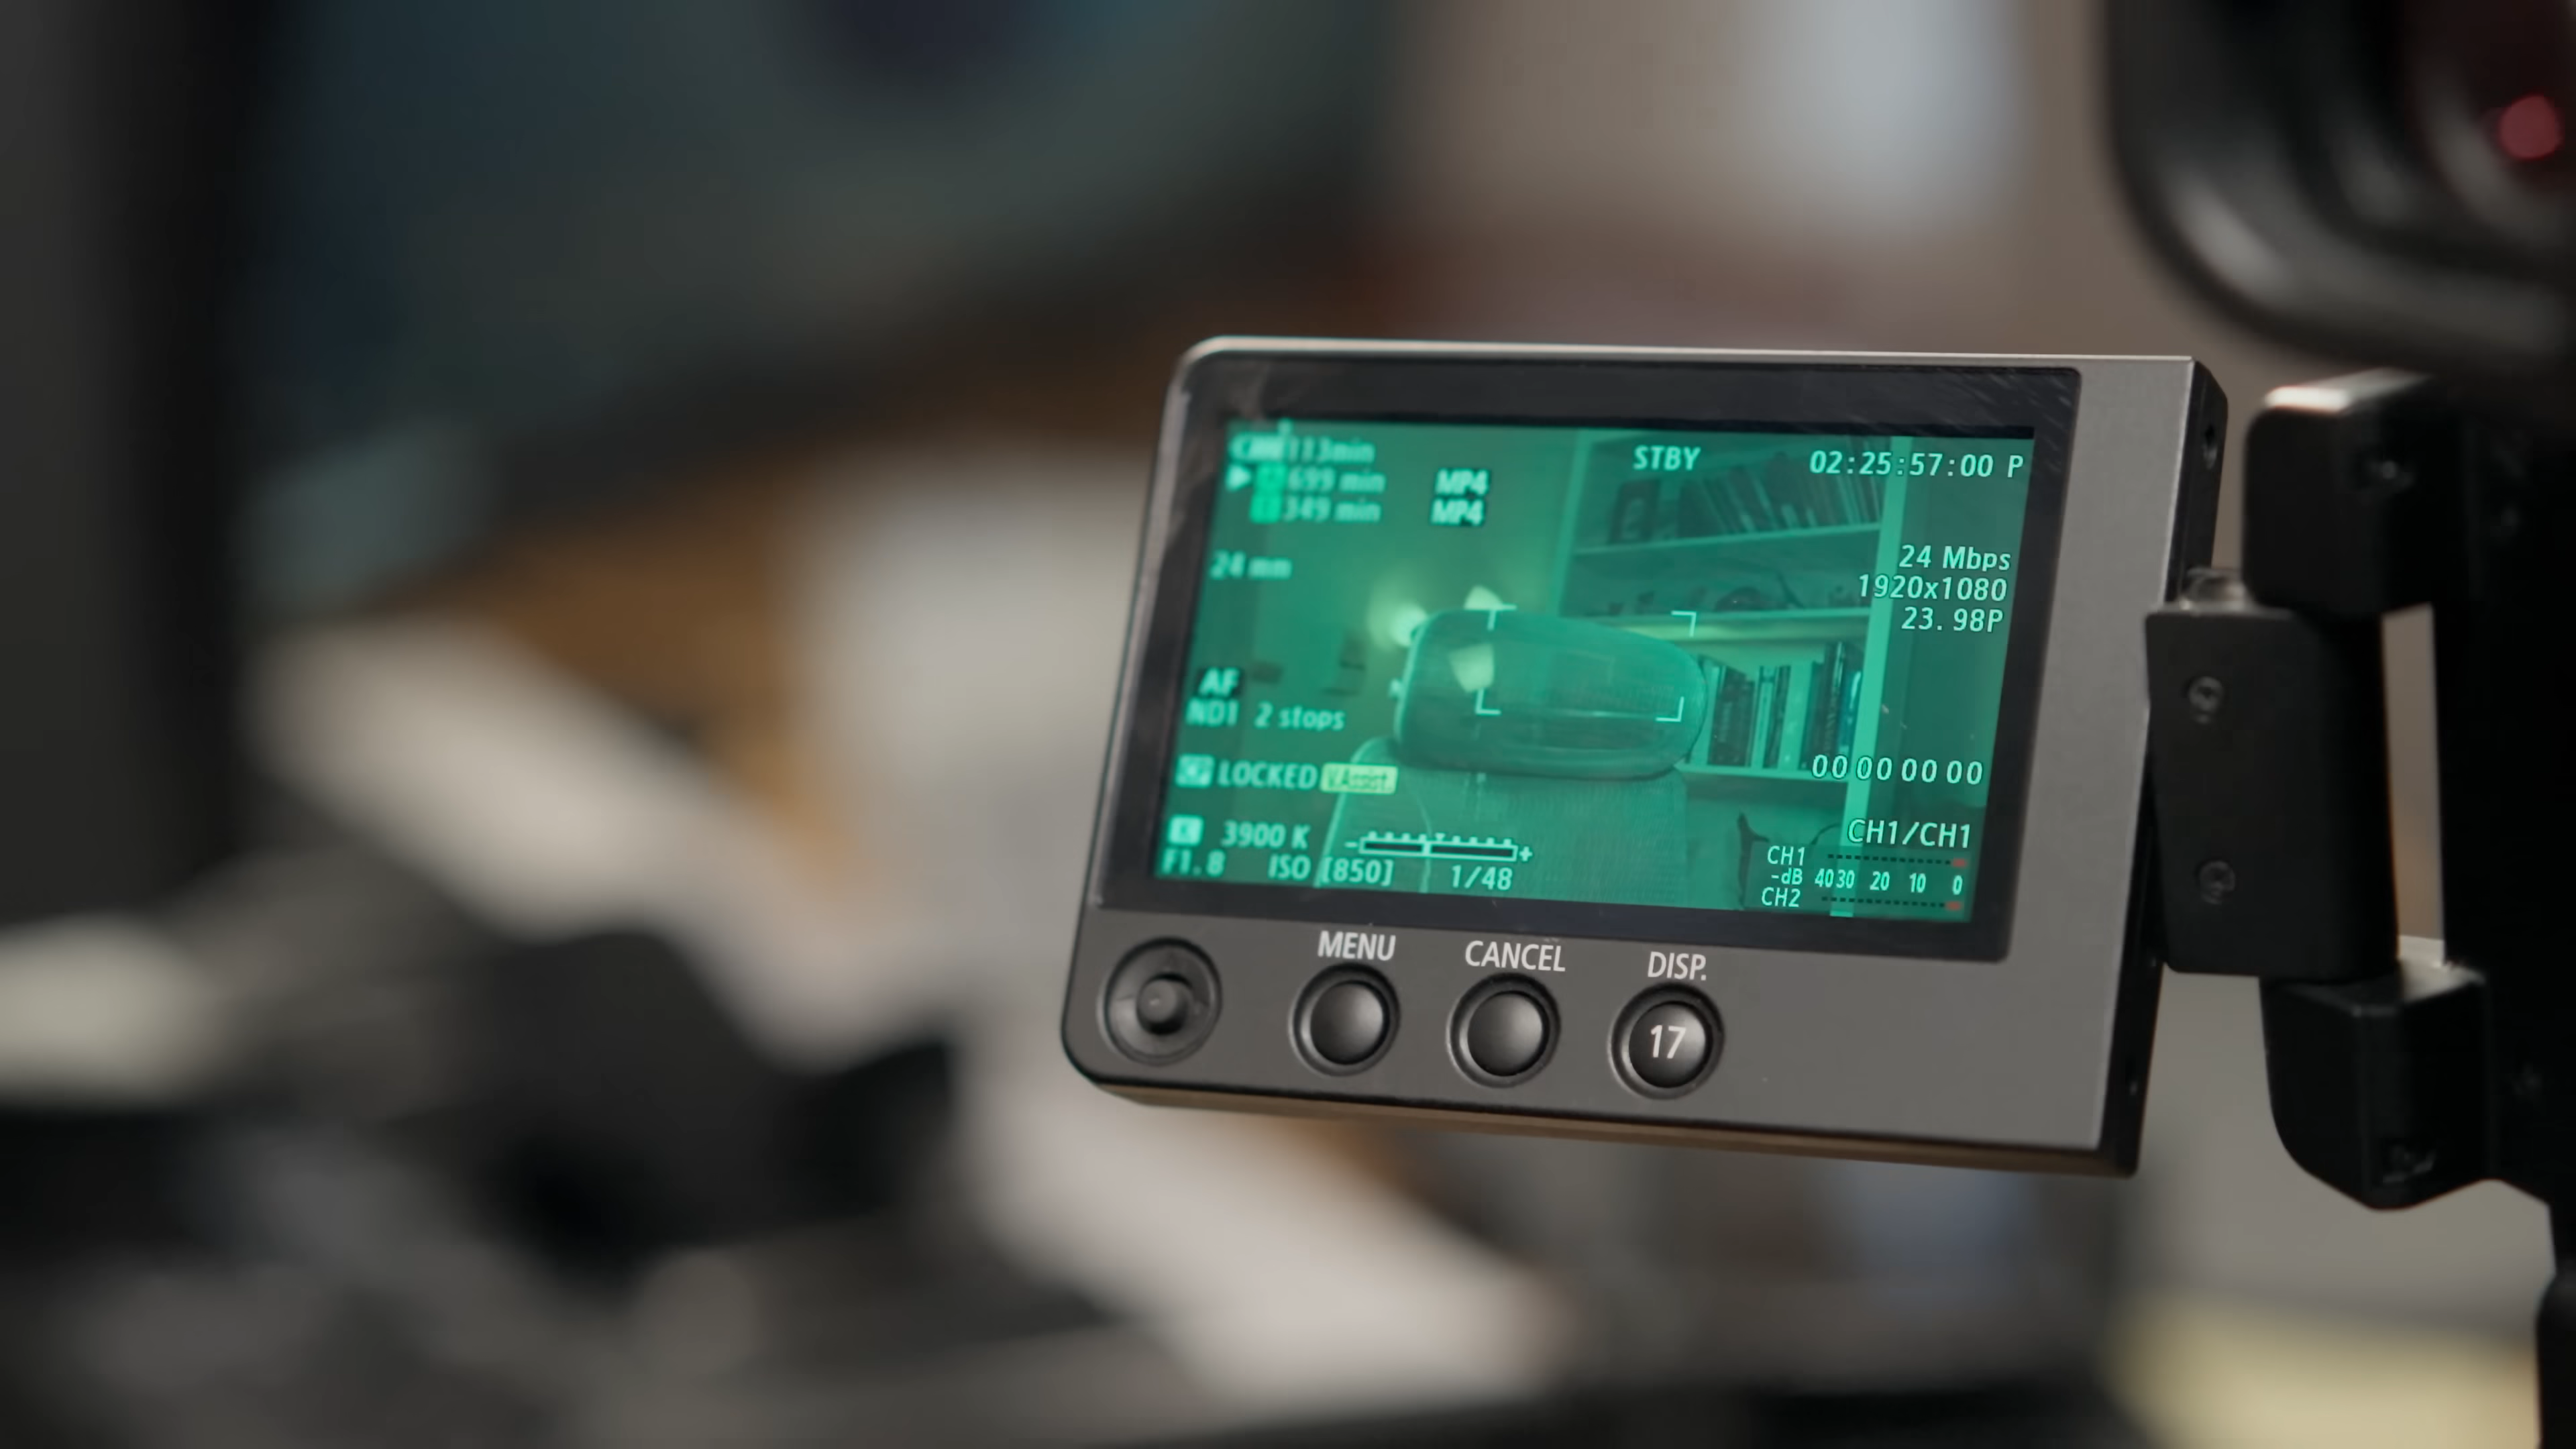 113min
699 min MP4
349 min MP4
STBY
02:25:57:00 P
24 mm
24 Mbps
1920x1080
23.98P
AF
ND1 2 stops
LOCKED
00 00 00 00
K 3900 K
F1.8 ISO [850] 1/48
CH1/CH1
CH1
-dB 40 30 20 10 0
CH2
MENU CANCEL DISP.
17